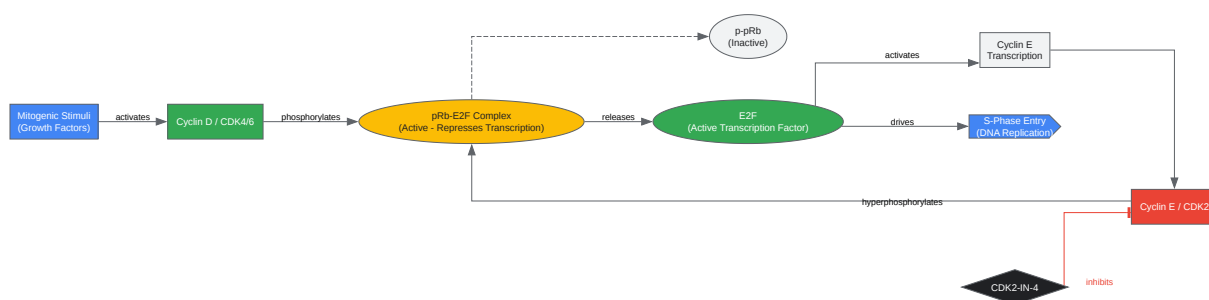 p-pRb
(Inactive)
Cyclin E
Transcription
activates
Mitogenic Stimuli
(Growth Factors)
activates
Cyclin D / CDK4/6
phosphorylates
pRb-E2F Complex
(Active - Represses Transcription)
releases
E2F
(Active Transcription Factor)
drives
S-Phase Entry
(DNA Replication)
hyperphosphorylates
Cyclin E / CDK2
CDK2-IN-4
inhibits